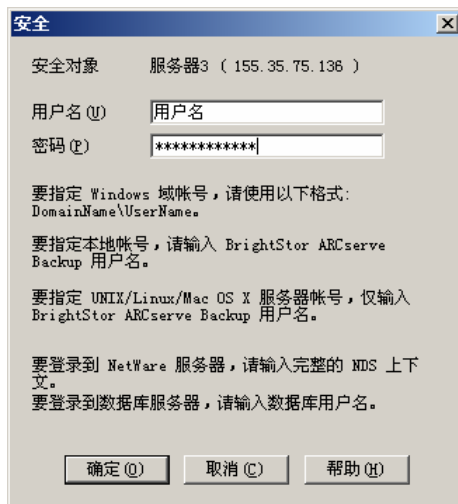 安全
安全对象 服务器3 ( 155.35.75.136 )
用户名(U) 用户名
密码(P) ************
要指定 Windows 域帐号，请使用以下格式:
DomainName\UserName。
要指定本地帐号，请输入 BrightStor ARCserve
Backup 用户名。
要指定 UNIX/Linux/Mac OS X 服务器帐号，仅输入
BrightStor ARCserve Backup 用户名。
要登录到 NetWare 服务器，请输入完整的 NDS 上下
文。
要登录到数据库服务器，请输入数据库用户名。
确定(O) 取消(C) 帮助(H)